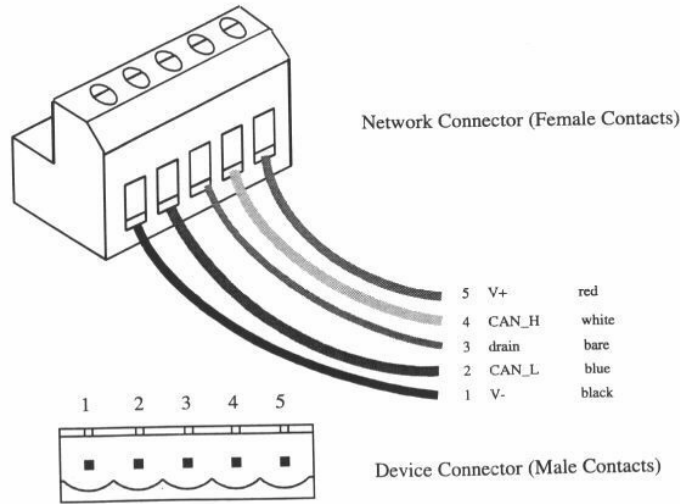 Network Connector (Female Contacts)
5 V+ red
4 CAN_H white
3 drain bare
2 CAN_L blue
1 V- black
1 2 3 4 5
Device Connector (Male Contacts)